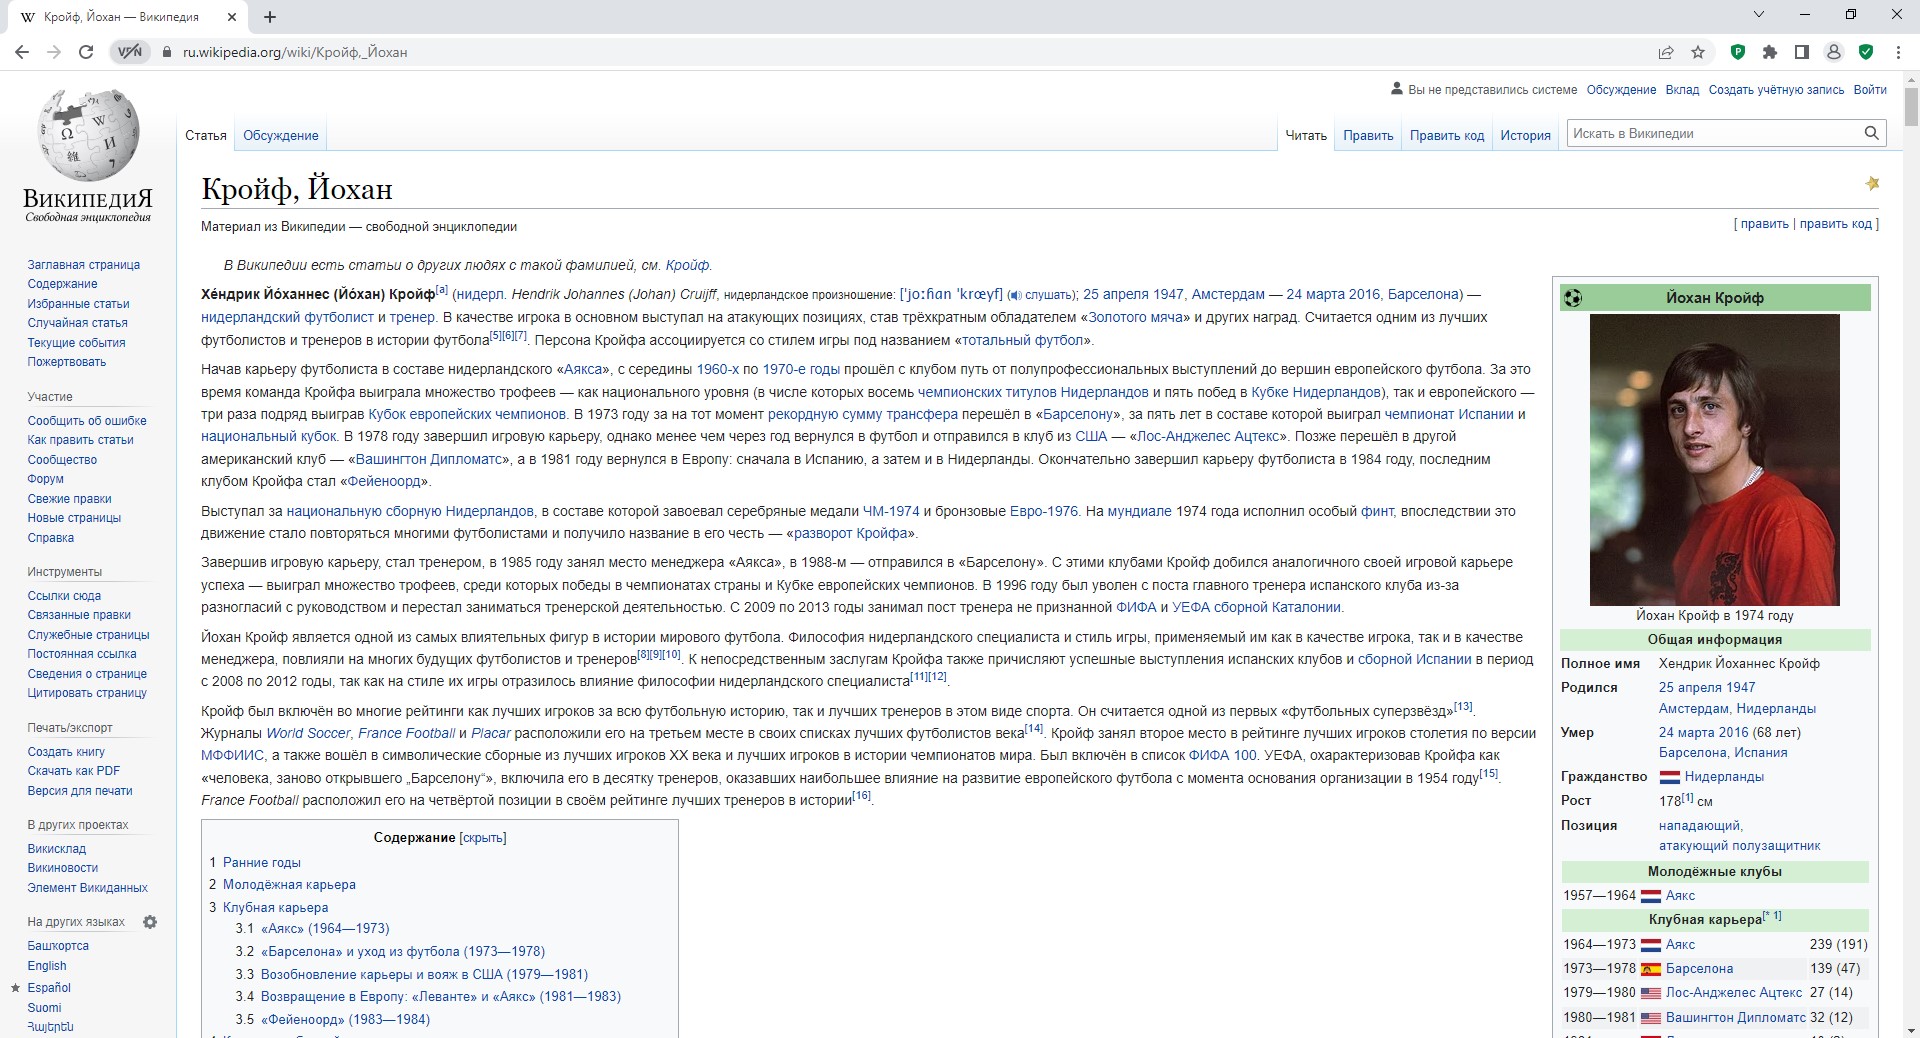 Кройф, Йохан — Википедия
VPN
ru.wikipedia.org/wiki/Кройф,_Йохан
Вы не представились системе Обсуждение Вклад Создать учётную запись Войти
Статья Обсуждение Читать Править Править код История Искать в Википедии
ВИКИПЕДИЯ
Свободная энциклопедия
Заглавная страница
Содержание
Избранные статьи
Случайная статья
Текущие события
Пожертвовать
Участие
Сообщить об ошибке
Как править статьи
Сообщество
Форум
Свежие правки
Новые страницы
Справка
Инструменты
Ссылки сюда
Связанные правки
Служебные страницы
Постоянная ссылка
Сведения о странице
Цитировать страницу
Печать/экспорт
Создать книгу
Скачать как PDF
Версия для печати
В других проектах
Викисклад
Викиновости
Элемент Викиданных
На других языках
Башҡортса
English
Español
Suomi
Հայերեն
Кройф, Йохан
Материал из Википедии — свободной энциклопедии
[ править | править код ]
В Википедии есть статьи о других людях с такой фамилией, см. Кройф.
Хе́ндрик Йо́ханнес (Йо́хан) Кройф[a] (нидерл. Hendrik Johannes (Johan) Cruijff, нидерландское произношение: [ˈjoːɦɑn ˈkrœyf] (слушать); 25 апреля 1947, Амстердам — 24 марта 2016, Барселона) —
нидерландский футболист и тренер. В качестве игрока в основном выступал на атакующих позициях, став трёхкратным обладателем «Золотого мяча» и других наград. Считается одним из лучших
футболистов и тренеров в истории футбола[5][6][7]. Персона Кройфа ассоциируется со стилем игры под названием «тотальный футбол».
Начав карьеру футболиста в составе нидерландского «Аякса», с середины 1960-х по 1970-е годы прошёл с клубом путь от полупрофессиональных выступлений до вершин европейского футбола. За это
время команда Кройфа выиграла множество трофеев — как национального уровня (в числе которых восемь чемпионских титулов Нидерландов и пять побед в Кубке Нидерландов), так и европейского —
три раза подряд выиграв Кубок европейских чемпионов. В 1973 году за на тот момент рекордную сумму трансфера перешёл в «Барселону», за пять лет в составе которой выиграл чемпионат Испании и
национальный кубок. В 1978 году завершил игровую карьеру, однако менее чем через год вернулся в футбол и отправился в клуб из США — «Лос-Анджелес Ацтекс». Позже перешёл в другой
американский клуб — «Вашингтон Дипломатс», а в 1981 году вернулся в Европу: сначала в Испанию, а затем и в Нидерланды. Окончательно завершил карьеру футболиста в 1984 году, последним
клубом Кройфа стал «Фейеноорд».
Выступал за национальную сборную Нидерландов, в составе которой завоевал серебряные медали ЧМ-1974 и бронзовые Евро-1976. На мундиале 1974 года исполнил особый финт, впоследствии это
движение стало повторяться многими футболистами и получило название в его честь — «разворот Кройфа».
Завершив игровую карьеру, стал тренером, в 1985 году занял место менеджера «Аякса», в 1988-м — отправился в «Барселону». С этими клубами Кройф добился аналогичного своей игровой карьере
успеха — выиграл множество трофеев, среди которых победы в чемпионатах страны и Кубке европейских чемпионов. В 1996 году был уволен с поста главного тренера испанского клуба из-за
разногласий с руководством и перестал заниматься тренерской деятельностью. С 2009 по 2013 годы занимал пост тренера не признанной ФИФА и УЕФА сборной Каталонии.
Йохан Кройф является одной из самых влиятельных фигур в истории мирового футбола. Философия нидерландского специалиста и стиль игры, применяемый им как в качестве игрока, так и в качестве
менеджера, повлияли на многих будущих футболистов и тренеров[8][9][10]. К непосредственным заслугам Кройфа также причисляют успешные выступления испанских клубов и сборной Испании в период
с 2008 по 2012 годы, так как на стиле их игры отразилось влияние философии нидерландского специалиста[11][12].
Кройф был включён во многие рейтинги как лучших игроков за всю футбольную историю, так и лучших тренеров в этом виде спорта. Он считается одной из первых «футбольных суперзвёзд»[13].
Журналы World Soccer, France Football и Placar расположили его на третьем месте в своих списках лучших футболистов века[14]. Кройф занял второе место в рейтинге лучших игроков столетия по версии
МФФИИС, а также вошёл в символические сборные из лучших игроков XX века и лучших игроков в истории чемпионатов мира. Был включён в список ФИФА 100. УЕФА, охарактеризовав Кройфа как
«человека, заново открывшего „Барселону“», включила его в десятку тренеров, оказавших наибольшее влияние на развитие европейского футбола с момента основания организации в 1954 году[15].
France Football расположил его на четвёртой позиции в своём рейтинге лучших тренеров в истории[16].
Содержание [скрыть]
1 Ранние годы
2 Молодёжная карьера
3 Клубная карьера
3.1 «Аякс» (1964—1973)
3.2 «Барселона» и уход из футбола (1973—1978)
3.3 Возобновление карьеры и вояж в США (1979—1981)
3.4 Возвращение в Европу: «Леванте» и «Аякс» (1981—1983)
3.5 «Фейеноорд» (1983—1984)
Йохан Кройф
Йохан Кройф в 1974 году
Общая информация
Полное имя Хендрик Йоханнес Кройф
Родился 25 апреля 1947
Амстердам, Нидерланды
Умер 24 марта 2016 (68 лет)
Барселона, Испания
Гражданство Нидерланды
Рост 178[1] см
Позиция нападающий,
атакующий полузащитник
Молодёжные клубы
1957—1964 Аякс
Клубная карьера[* 1]
1964—1973 Аякс 239 (191)
1973—1978 Барселона 139 (47)
1979—1980 Лос-Анджелес Ацтекс 27 (14)
1980—1981 Вашингтон Дипломатс 32 (12)